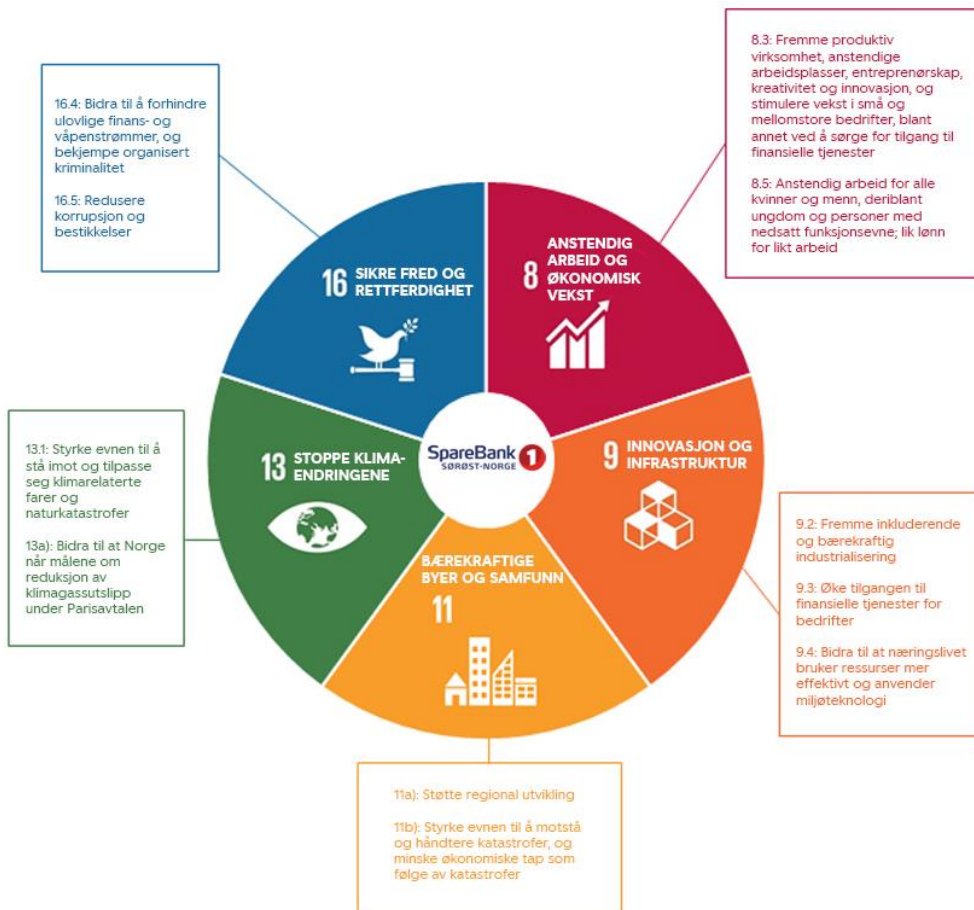 16.4: Bidra til å forhindre
ulovlige finans- og
våpenstrømmer, og
bekjempe organisert
kriminalitet
16.5: Redusere
korrupsjon og
bestikkelser
8.3: Fremme produktiv
virksomhet, anstendige
arbeidsplasser, entreprenørskap,
kreativitet og innovasjon, og
stimulere vekst i små og
mellomstore bedrifter, blant
annet ved å sørge for tilgang til
finansielle tjenester
8.5: Anstendig arbeid for alle
kvinner og menn, deriblant
ungdom og personer med
nedsatt funksjonsevne; lik lønn
for likt arbeid
16 SIKRE FRED OG
RETTFERDIGHET
ANSTENDIG
ARBEID OG
8 ØKONOMISK
VEKST
13 STOPPE KLIMA-
ENDRINGENE
SpareBank 1
SØRØST-NORGE
9 INNOVASJON OG
INFRASTRUKTUR
BÆREKRAFTIGE
BYER OG SAMFUNN
11
13.1: Styrke evnen til å
stå imot og tilpasse
seg klimarelaterte
farer og
naturkatastrofer
13a): Bidra til at Norge
når målene om
reduksjon av
klimagassutslipp
under Parisavtalen
9.2: Fremme inkluderende
og bærekraftig
industrialisering
9.3: Øke tilgangen til
finansielle tjenester for
bedrifter
9.4: Bidra til at næringslivet
bruker ressurser mer
effektivt og anvender
miljøteknologi
11a): Støtte regional utvikling
11b): Styrke evnen til å motstå
og håndtere katastrofer, og
minske økonomiske tap som
følge av katastrofer